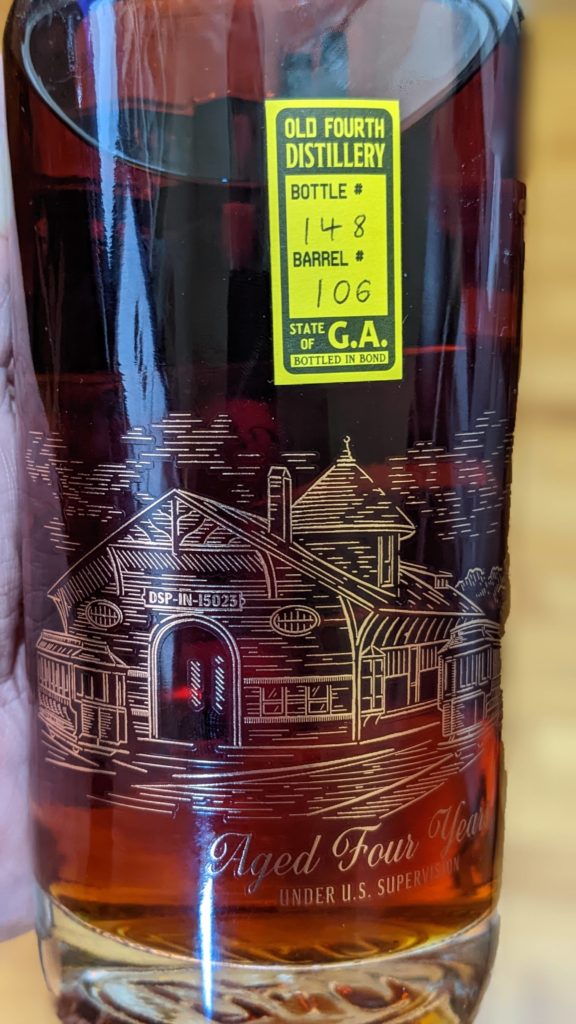 OLD FOURTH
DISTILLERY
BOTTLE #
148
BARREL #
106
STATE OF G.A.
BOTTLED IN BOND
DSP-IN-15023
Aged Four Years
UNDER U.S. SUPERVISION